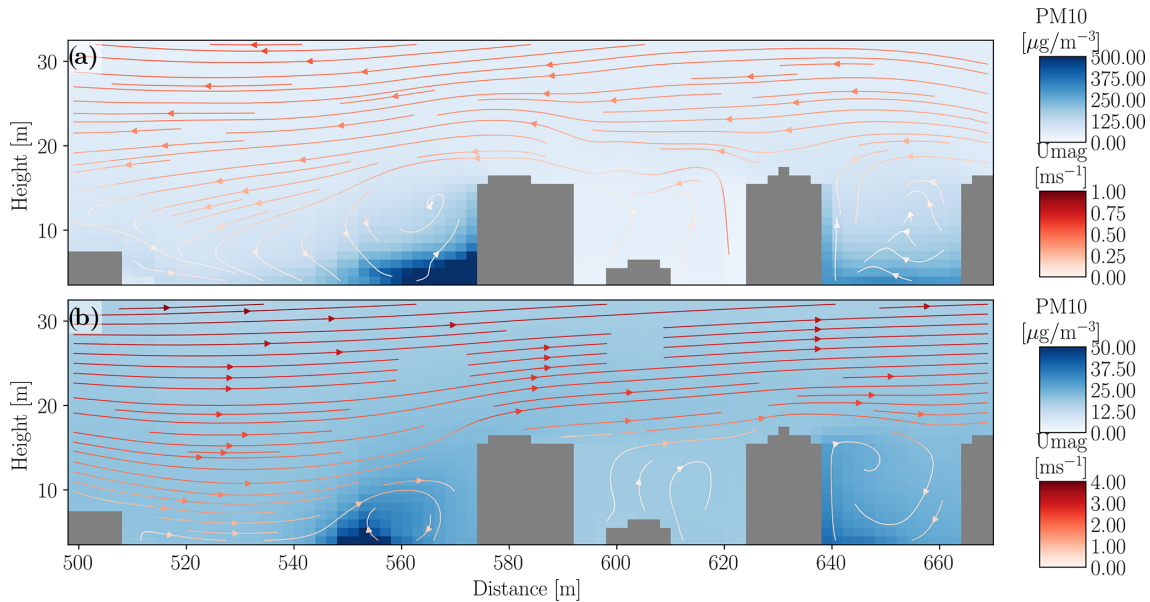 PM10
[μg/m⁻³]
(a)
30
20
10
Height [m]
500.00
375.00
250.00
125.00
0.00
Umag
[ms⁻¹]
1.00
0.75
0.50
0.25
0.00
PM10
[μg/m⁻³]
(b)
30
20
10
Height [m]
50.00
37.50
25.00
12.50
0.00
Umag
[ms⁻¹]
4.00
3.00
2.00
1.00
0.00
500 520 540 560 580 600 620 640 660
Distance [m]